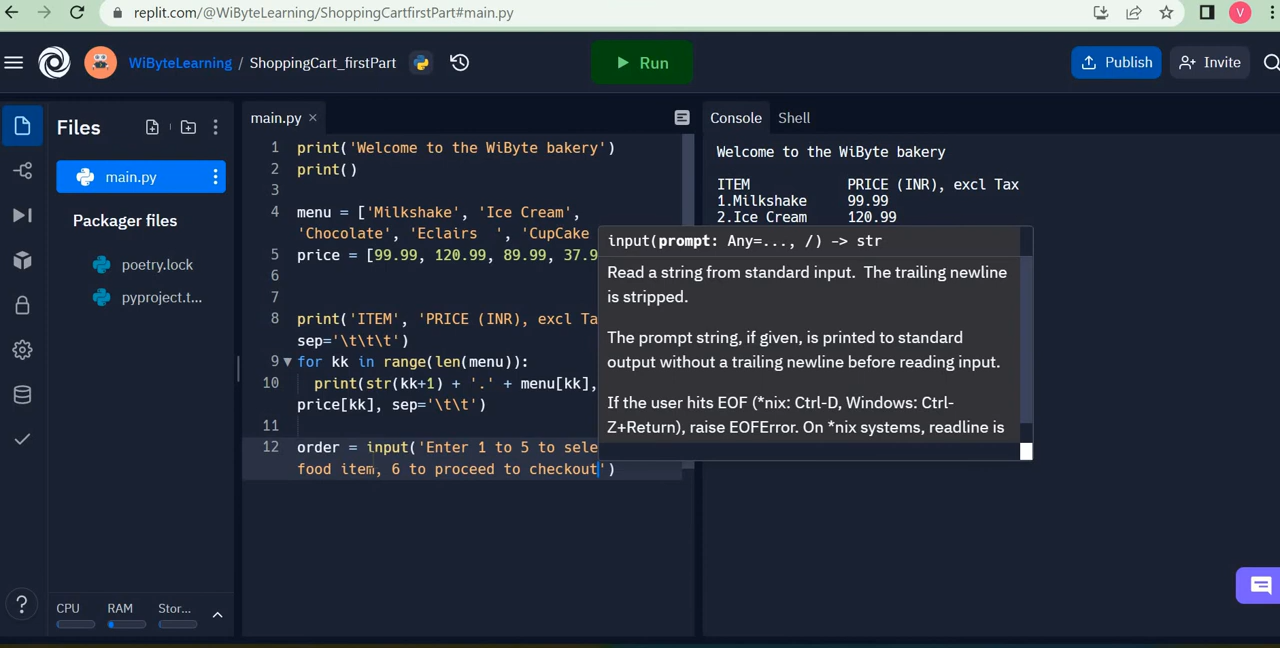 replit.com/@WiByteLearning/ShoppingCartfirstPart#main.py
V
WiByteLearning / ShoppingCart_firstPart
Run
Publish
Invite
Files
main.py
Packager files
poetry.lock
pyproject.t...
CPU RAM Stor...
main.py ×
1 print('Welcome to the WiByte bakery')
2 print()
3
4 menu = ['Milkshake', 'Ice Cream',
'Chocolate', 'Eclairs  ', 'CupCake
5 price = [99.99, 120.99, 89.99, 37.9
6
7
8 print('ITEM', 'PRICE (INR), excl Ta
sep='\t\t\t')
9 for kk in range(len(menu)):
10 print(str(kk+1) + '.' + menu[kk],
price[kk], sep='\t\t')
11
12 order = input('Enter 1 to 5 to sele
food item, 6 to proceed to checkout')
Console Shell
Welcome to the WiByte bakery
ITEM PRICE (INR), excl Tax
1.Milkshake 99.99
2.Ice Cream 120.99
input(prompt: Any=..., /) -> str
Read a string from standard input. The trailing newline
is stripped.
The prompt string, if given, is printed to standard
output without a trailing newline before reading input.
If the user hits EOF (*nix: Ctrl-D, Windows: Ctrl-
Z+Return), raise EOFError. On *nix systems, readline is